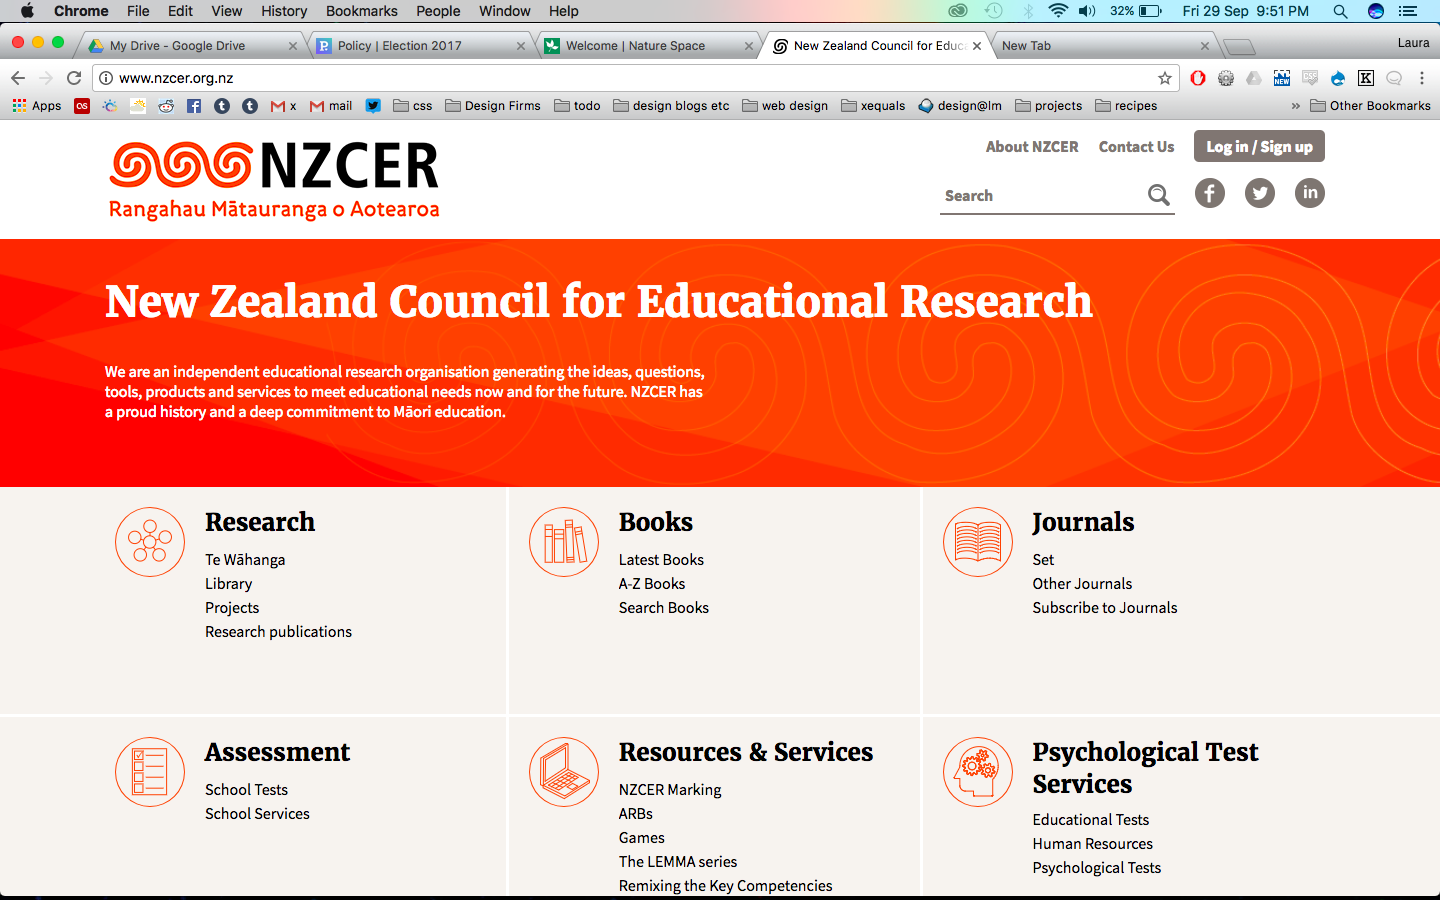 Chrome File Edit View History Bookmarks People Window Help 32% Fri 29 Sep 9:51 PM
My Drive - Google Drive Policy | Election 2017 Welcome | Nature Space New Zealand Council for Educa New Tab Laura
www.nzcer.org.nz
Apps x mail css Design Firms todo design blogs etc web design xequals design@lm projects recipes » Other Bookmarks
NZCER
Rangahau Mātauranga o Aotearoa
About NZCER Contact Us Log in / Sign up
Search
New Zealand Council for Educational Research
We are an independent educational research organisation generating the ideas, questions,
tools, products and services to meet educational needs now and for the future. NZCER has
a proud history and a deep commitment to Māori education.
Research
Te Wāhanga
Library
Projects
Research publications
Books
Latest Books
A-Z Books
Search Books
Journals
Set
Other Journals
Subscribe to Journals
Assessment
School Tests
School Services
Resources & Services
NZCER Marking
ARBs
Games
The LEMMA series
Remixing the Key Competencies
Psychological Test
Services
Educational Tests
Human Resources
Psychological Tests